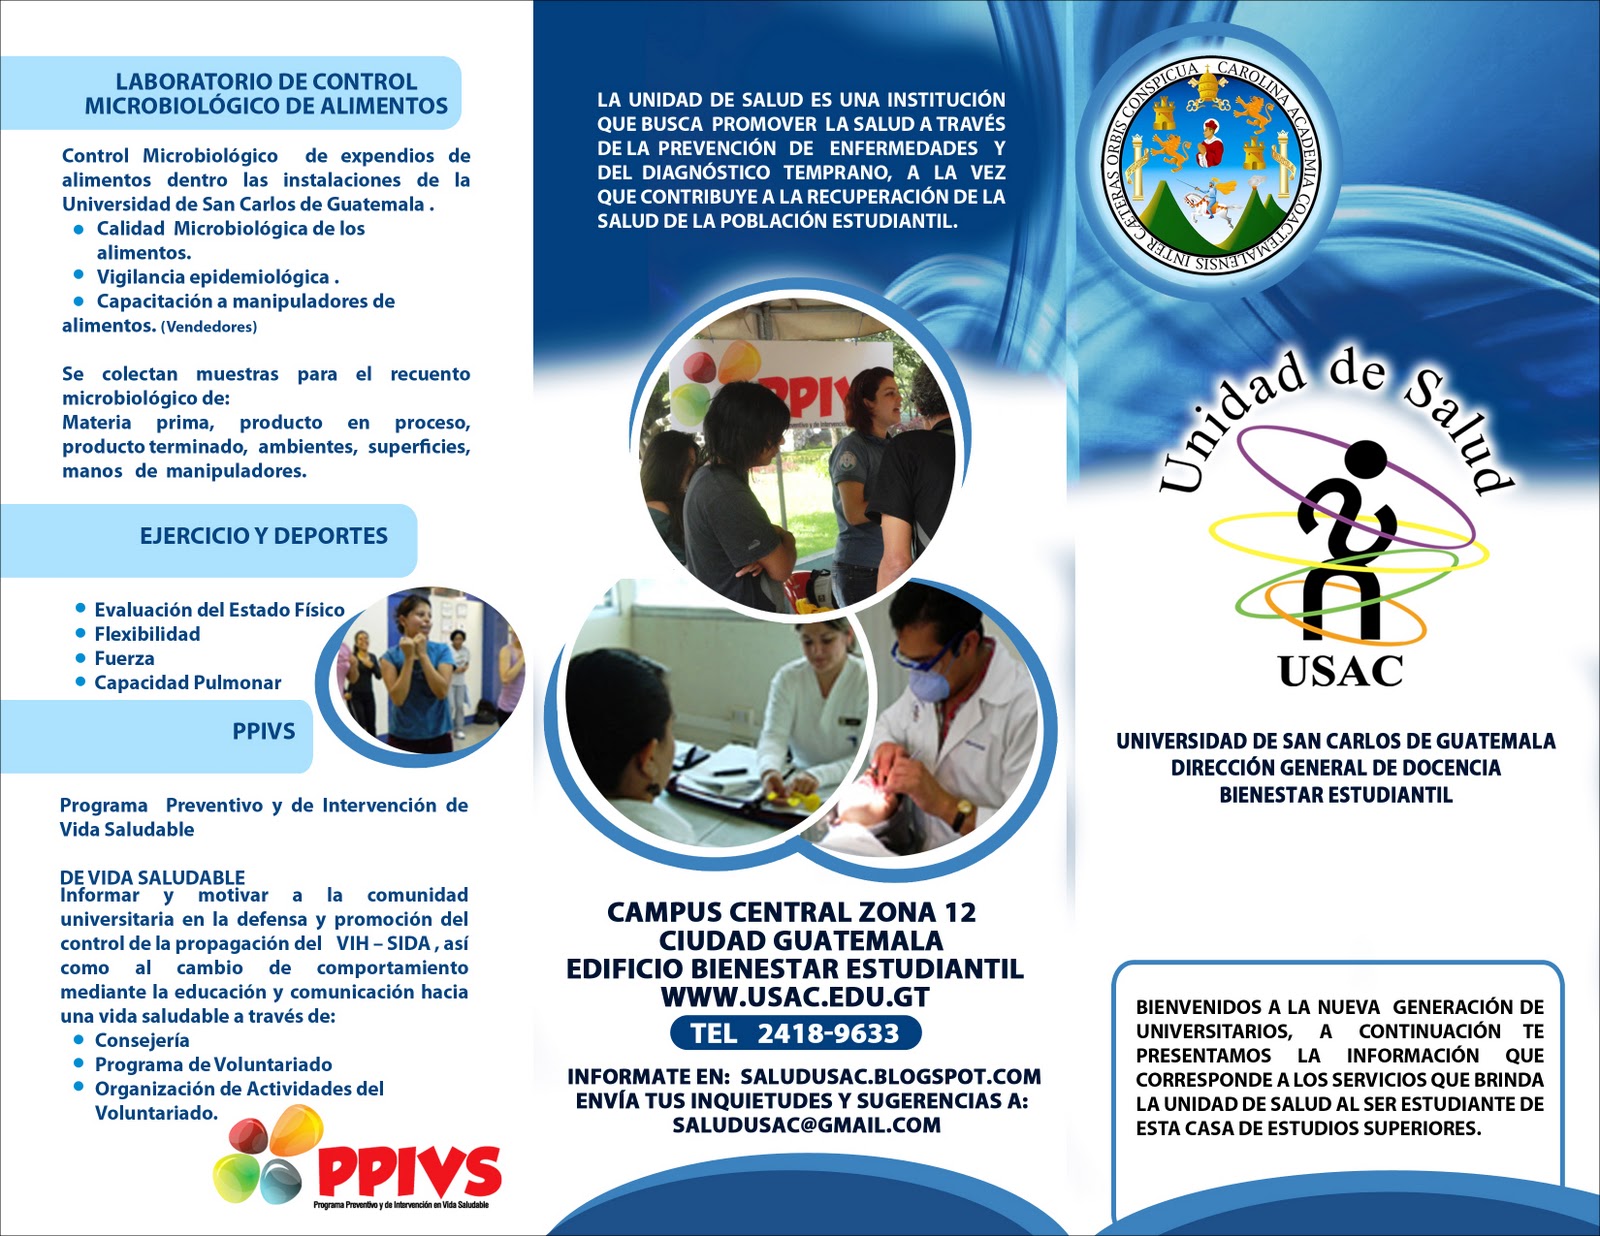 LABORATORIO DE CONTROL
MICROBIOLÓGICO DE ALIMENTOS
Control Microbiológico de expendios de
alimentos dentro las instalaciones de la
Universidad de San Carlos de Guatemala .
• Calidad Microbiológica de los
alimentos.
• Vigilancia epidemiológica .
• Capacitación a manipuladores de
alimentos. (Vendedores)
Se colectan muestras para el recuento
microbiológico de:
Materia prima, producto en proceso,
producto terminado, ambientes, superficies,
manos de manipuladores.
EJERCICIO Y DEPORTES
• Evaluación del Estado Físico
• Flexibilidad
• Fuerza
• Capacidad Pulmonar
PPIVS
Programa Preventivo y de Intervención de
Vida Saludable
DE VIDA SALUDABLE
Informar y motivar a la comunidad
universitaria en la defensa y promoción del
control de la propagación del VIH – SIDA , así
como al cambio de comportamiento
mediante la educación y comunicación hacia
una vida saludable a través de:
• Consejería
• Programa de Voluntariado
• Organización de Actividades del
Voluntariado.
PPIVS
Programa Preventivo y de Intervención en Vida Saludable
LA UNIDAD DE SALUD ES UNA INSTITUCIÓN
QUE BUSCA PROMOVER LA SALUD A TRAVÉS
DE LA PREVENCIÓN DE ENFERMEDADES Y
DEL DIAGNÓSTICO TEMPRANO, A LA VEZ
QUE CONTRIBUYE A LA RECUPERACIÓN DE LA
SALUD DE LA POBLACIÓN ESTUDIANTIL.
PPIV
CAMPUS CENTRAL ZONA 12
CIUDAD GUATEMALA
EDIFICIO BIENESTAR ESTUDIANTIL
WWW.USAC.EDU.GT
TEL 2418-9633
INFORMATE EN: SALUDUSAC.BLOGSPOT.COM
ENVÍA TUS INQUIETUDES Y SUGERENCIAS A:
SALUDUSAC@GMAIL.COM
CAROLINA ACADEMIA COACTEMALENSIS INTER CÆTERAS ORBIS CONSPICUA
Unidad de Salud
USAC
UNIVERSIDAD DE SAN CARLOS DE GUATEMALA
DIRECCIÓN GENERAL DE DOCENCIA
BIENESTAR ESTUDIANTIL
BIENVENIDOS A LA NUEVA GENERACIÓN DE
UNIVERSITARIOS, A CONTINUACIÓN TE
PRESENTAMOS LA INFORMACIÓN QUE
CORRESPONDE A LOS SERVICIOS QUE BRINDA
LA UNIDAD DE SALUD AL SER ESTUDIANTE DE
ESTA CASA DE ESTUDIOS SUPERIORES.